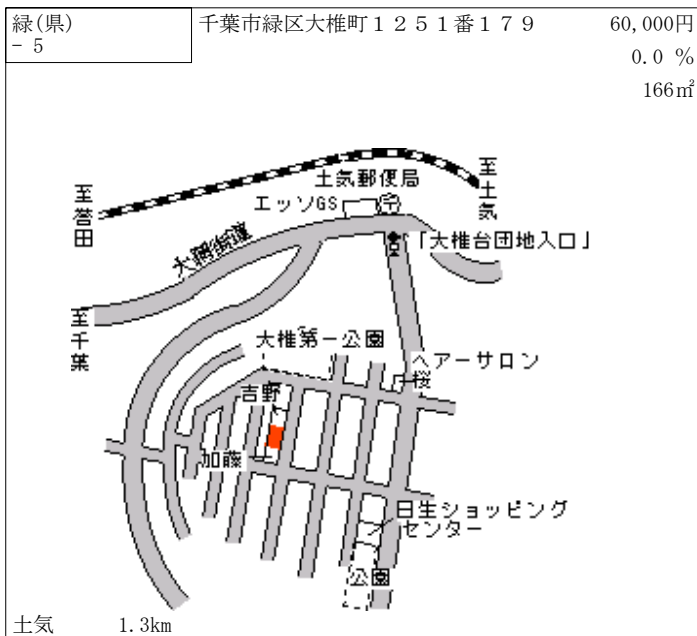 緑(県)
- 5
千葉市緑区大椎町１２５１番１７９
60,000円
0.0 %
166㎡
至誉田
土気郵便局
至土気
エッソGS
大網街道
「大椎台団地入口」
至千葉
大椎第一公園
ヘアーサロン
桜
吉野
加藤
日生ショッピング
センター
公園
土気 1.3km